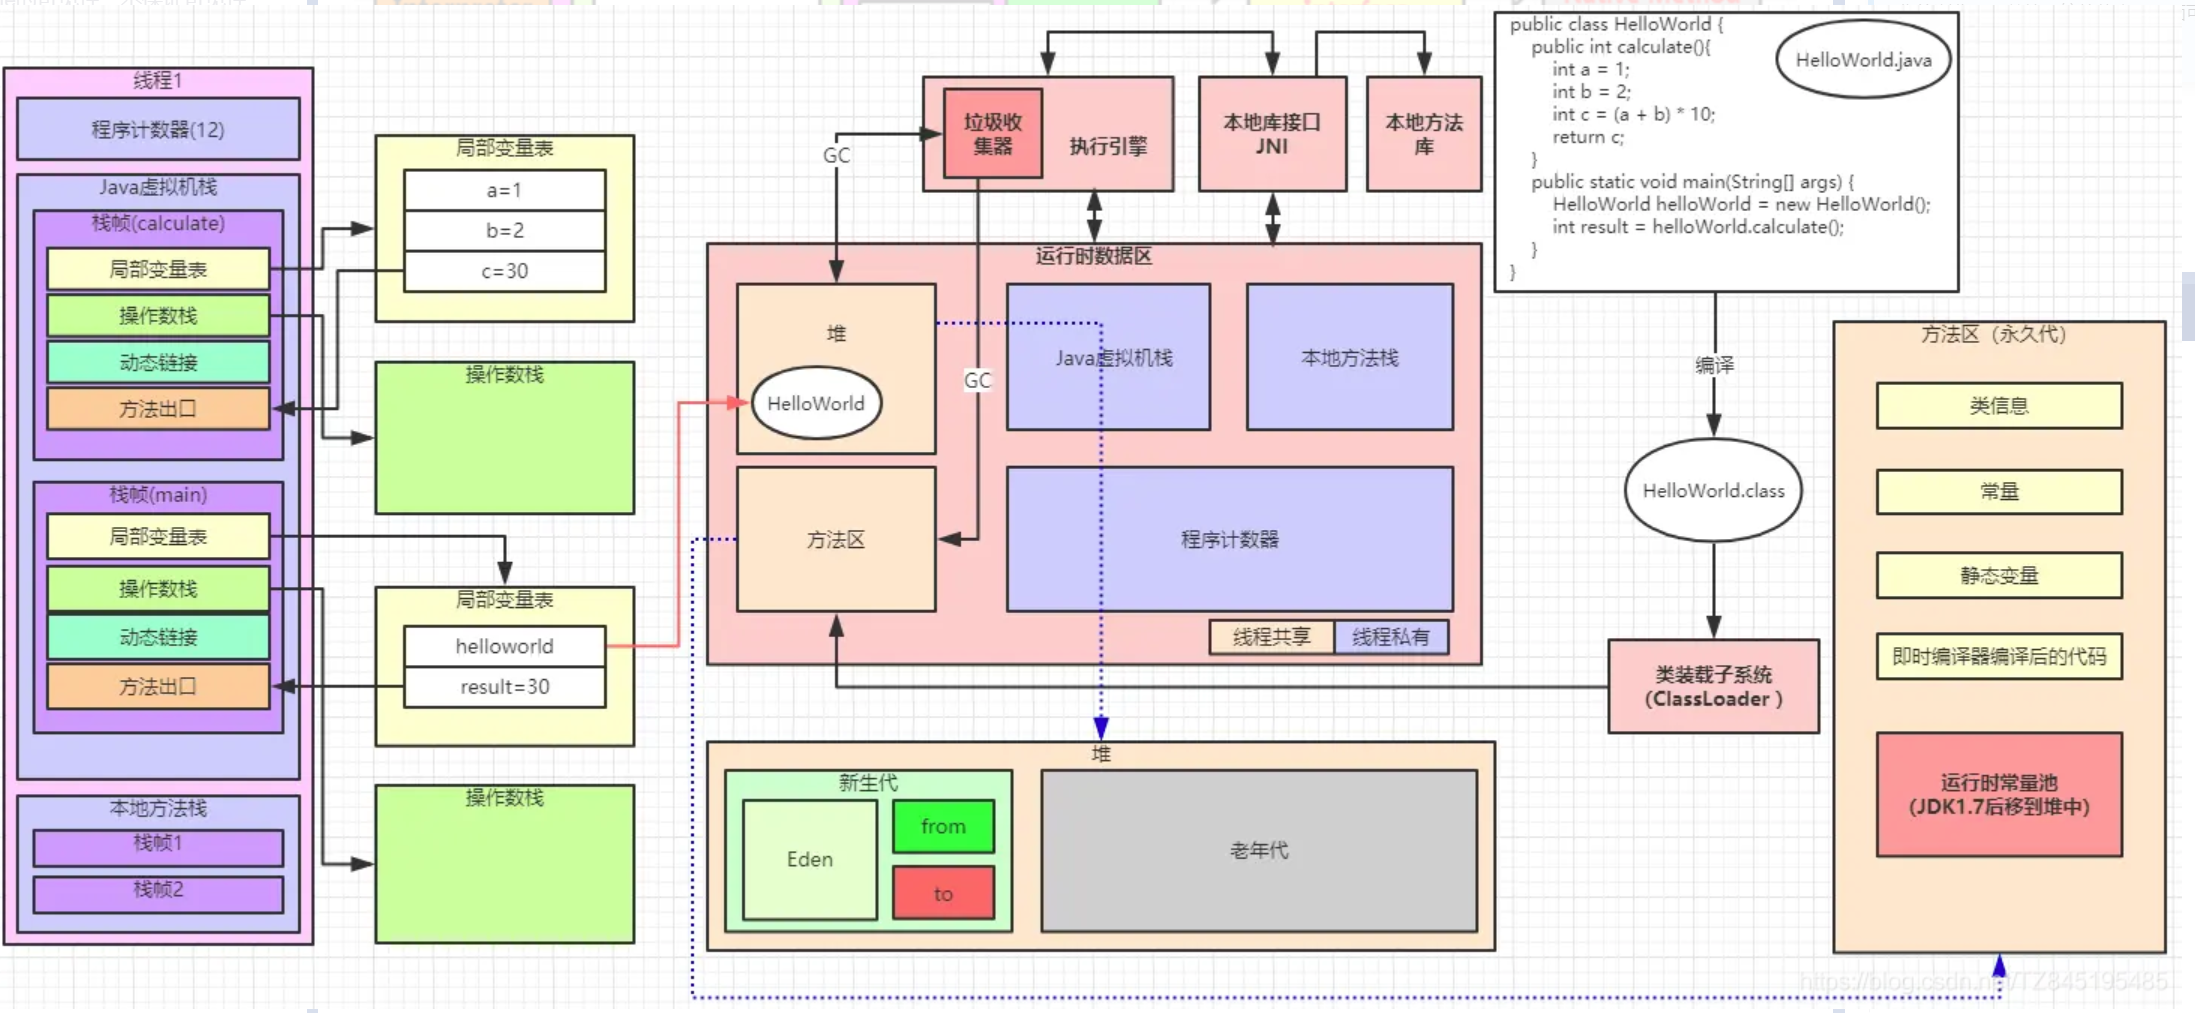 线程1
程序计数器(12)
Java虚拟机栈
栈帧(calculate)
局部变量表
操作数栈
动态链接
方法出口
栈帧(main)
局部变量表
操作数栈
动态链接
方法出口
本地方法栈
栈帧1
栈帧2
局部变量表
a=1
b=2
c=30
操作数栈
局部变量表
helloworld
result=30
操作数栈
GC
垃圾收
集器
执行引擎
本地库接口
JNI
本地方法
库
运行时数据区
堆
HelloWorld
GC
Java虚拟机栈
本地方法栈
方法区
程序计数器
线程共享
线程私有
堆
新生代
Eden
from
to
老年代
public class HelloWorld {
public int calculate(){
int a = 1;
int b = 2;
int c = (a + b) * 10;
return c;
}
public static void main(String[] args) {
HelloWorld helloWorld = new HelloWorld();
int result = helloWorld.calculate();
}
}
HelloWorld.java
编译
HelloWorld.class
类装载子系统
(ClassLoader )
方法区（永久代）
类信息
常量
静态变量
即时编译器编译后的代码
运行时常量池
(JDK1.7后移到堆中)
https://blog.csdn.net/TZ845195485